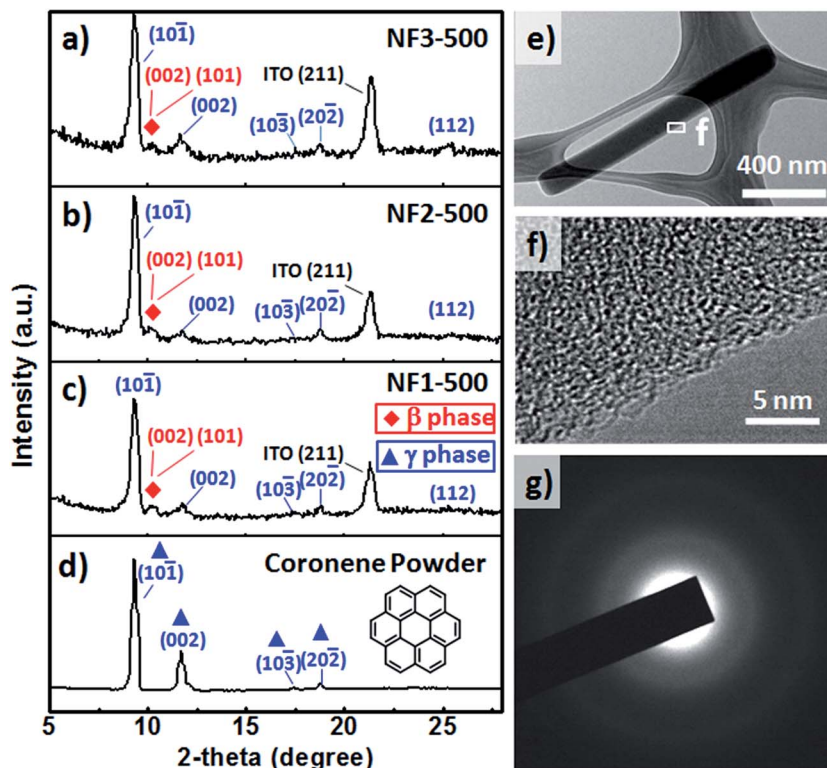 a)
NF3-500
(101̅)
(002) (101)
(002)
ITO (211)
(103̅)
(202̅)
(112)
b)
NF2-500
(101̅)
(002) (101)
(002)
ITO (211)
(103̅)
(202̅)
(112)
c)
NF1-500
(101̅)
(002) (101)
(002)
ITO (211)
(103̅)
(202̅)
(112)
◆ β phase
▲ γ phase
d)
Coronene Powder
(101̅)
(002)
(103̅)
(202̅)
5 10 15 20 25
2-theta (degree)
Intensity (a.u.)
e)
f
400 nm
f)
5 nm
g)